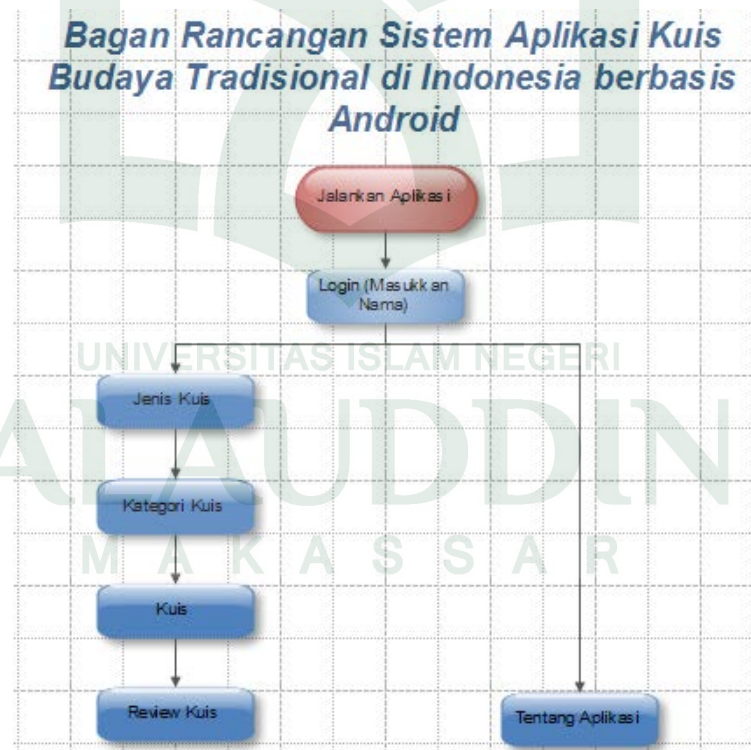 Bagan Rancangan Sistem Aplikasi Kuis
Budaya Tradisional di Indonesia berbasis
Android
Jalankan Aplikasi
Login (Masukkan
Nama)
UNIVERSITAS ISLAM NEGERI
Jenis Kuis
ALAUDDIN
Kategori Kuis
MAKASSAR
Kuis
Review Kuis
Tentang Aplikasi